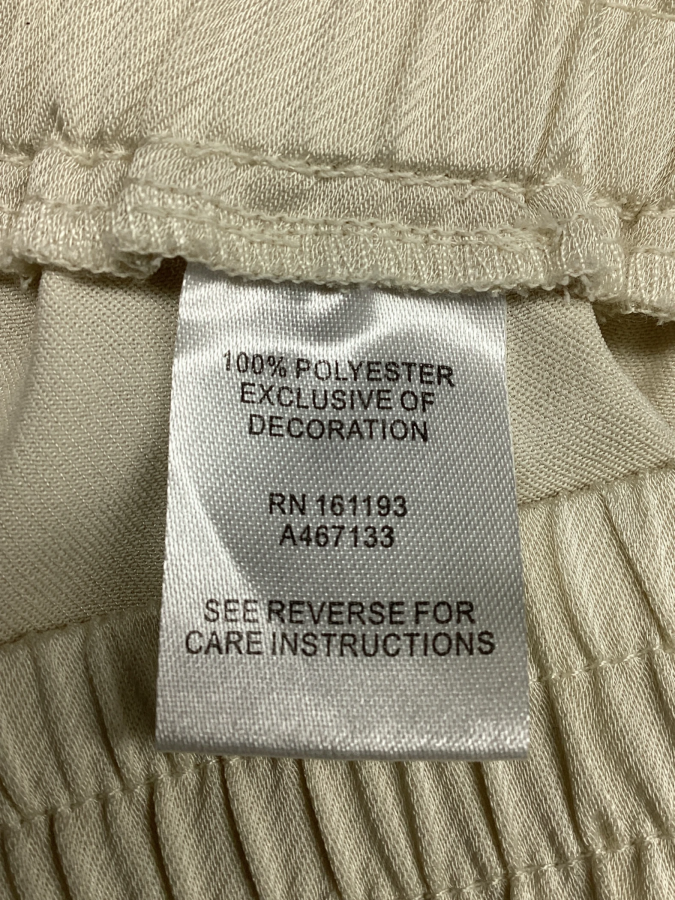 100% POLYESTER
EXCLUSIVE OF
DECORATION
RN 161193
A467133
SEE REVERSE FOR
CARE INSTRUCTIONS